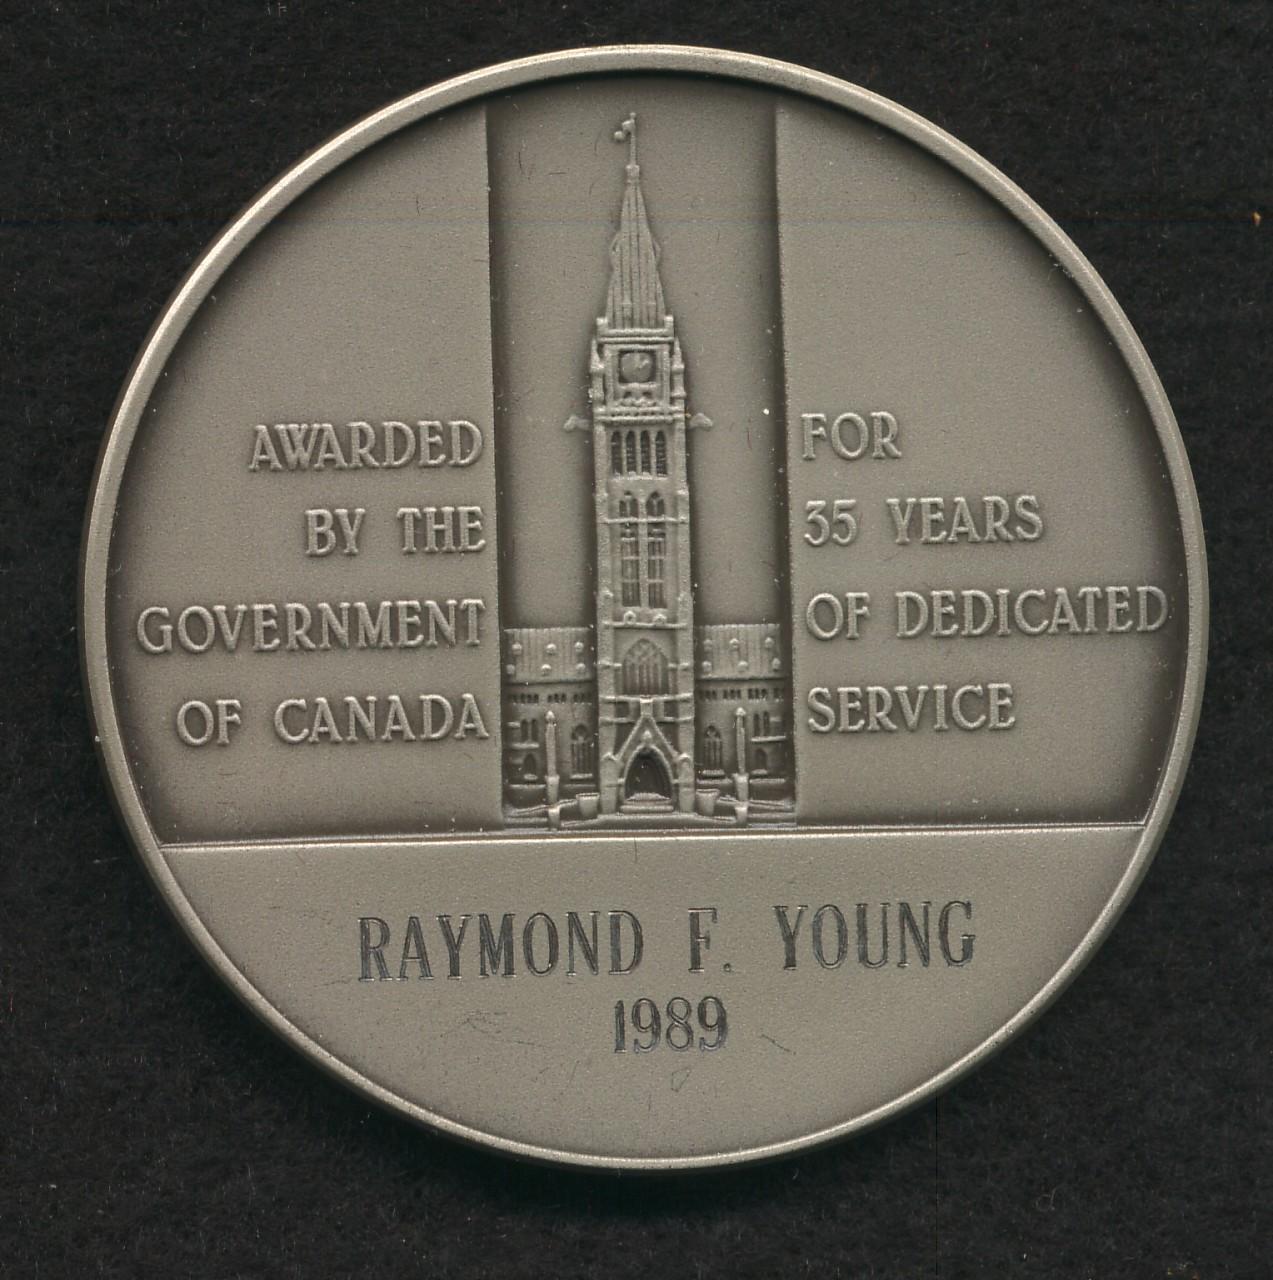 AWARDED
BY THE
GOVERNMENT
OF CANADA
FOR
35 YEARS
OF DEDICATED
SERVICE
RAYMOND F. YOUNG
1989